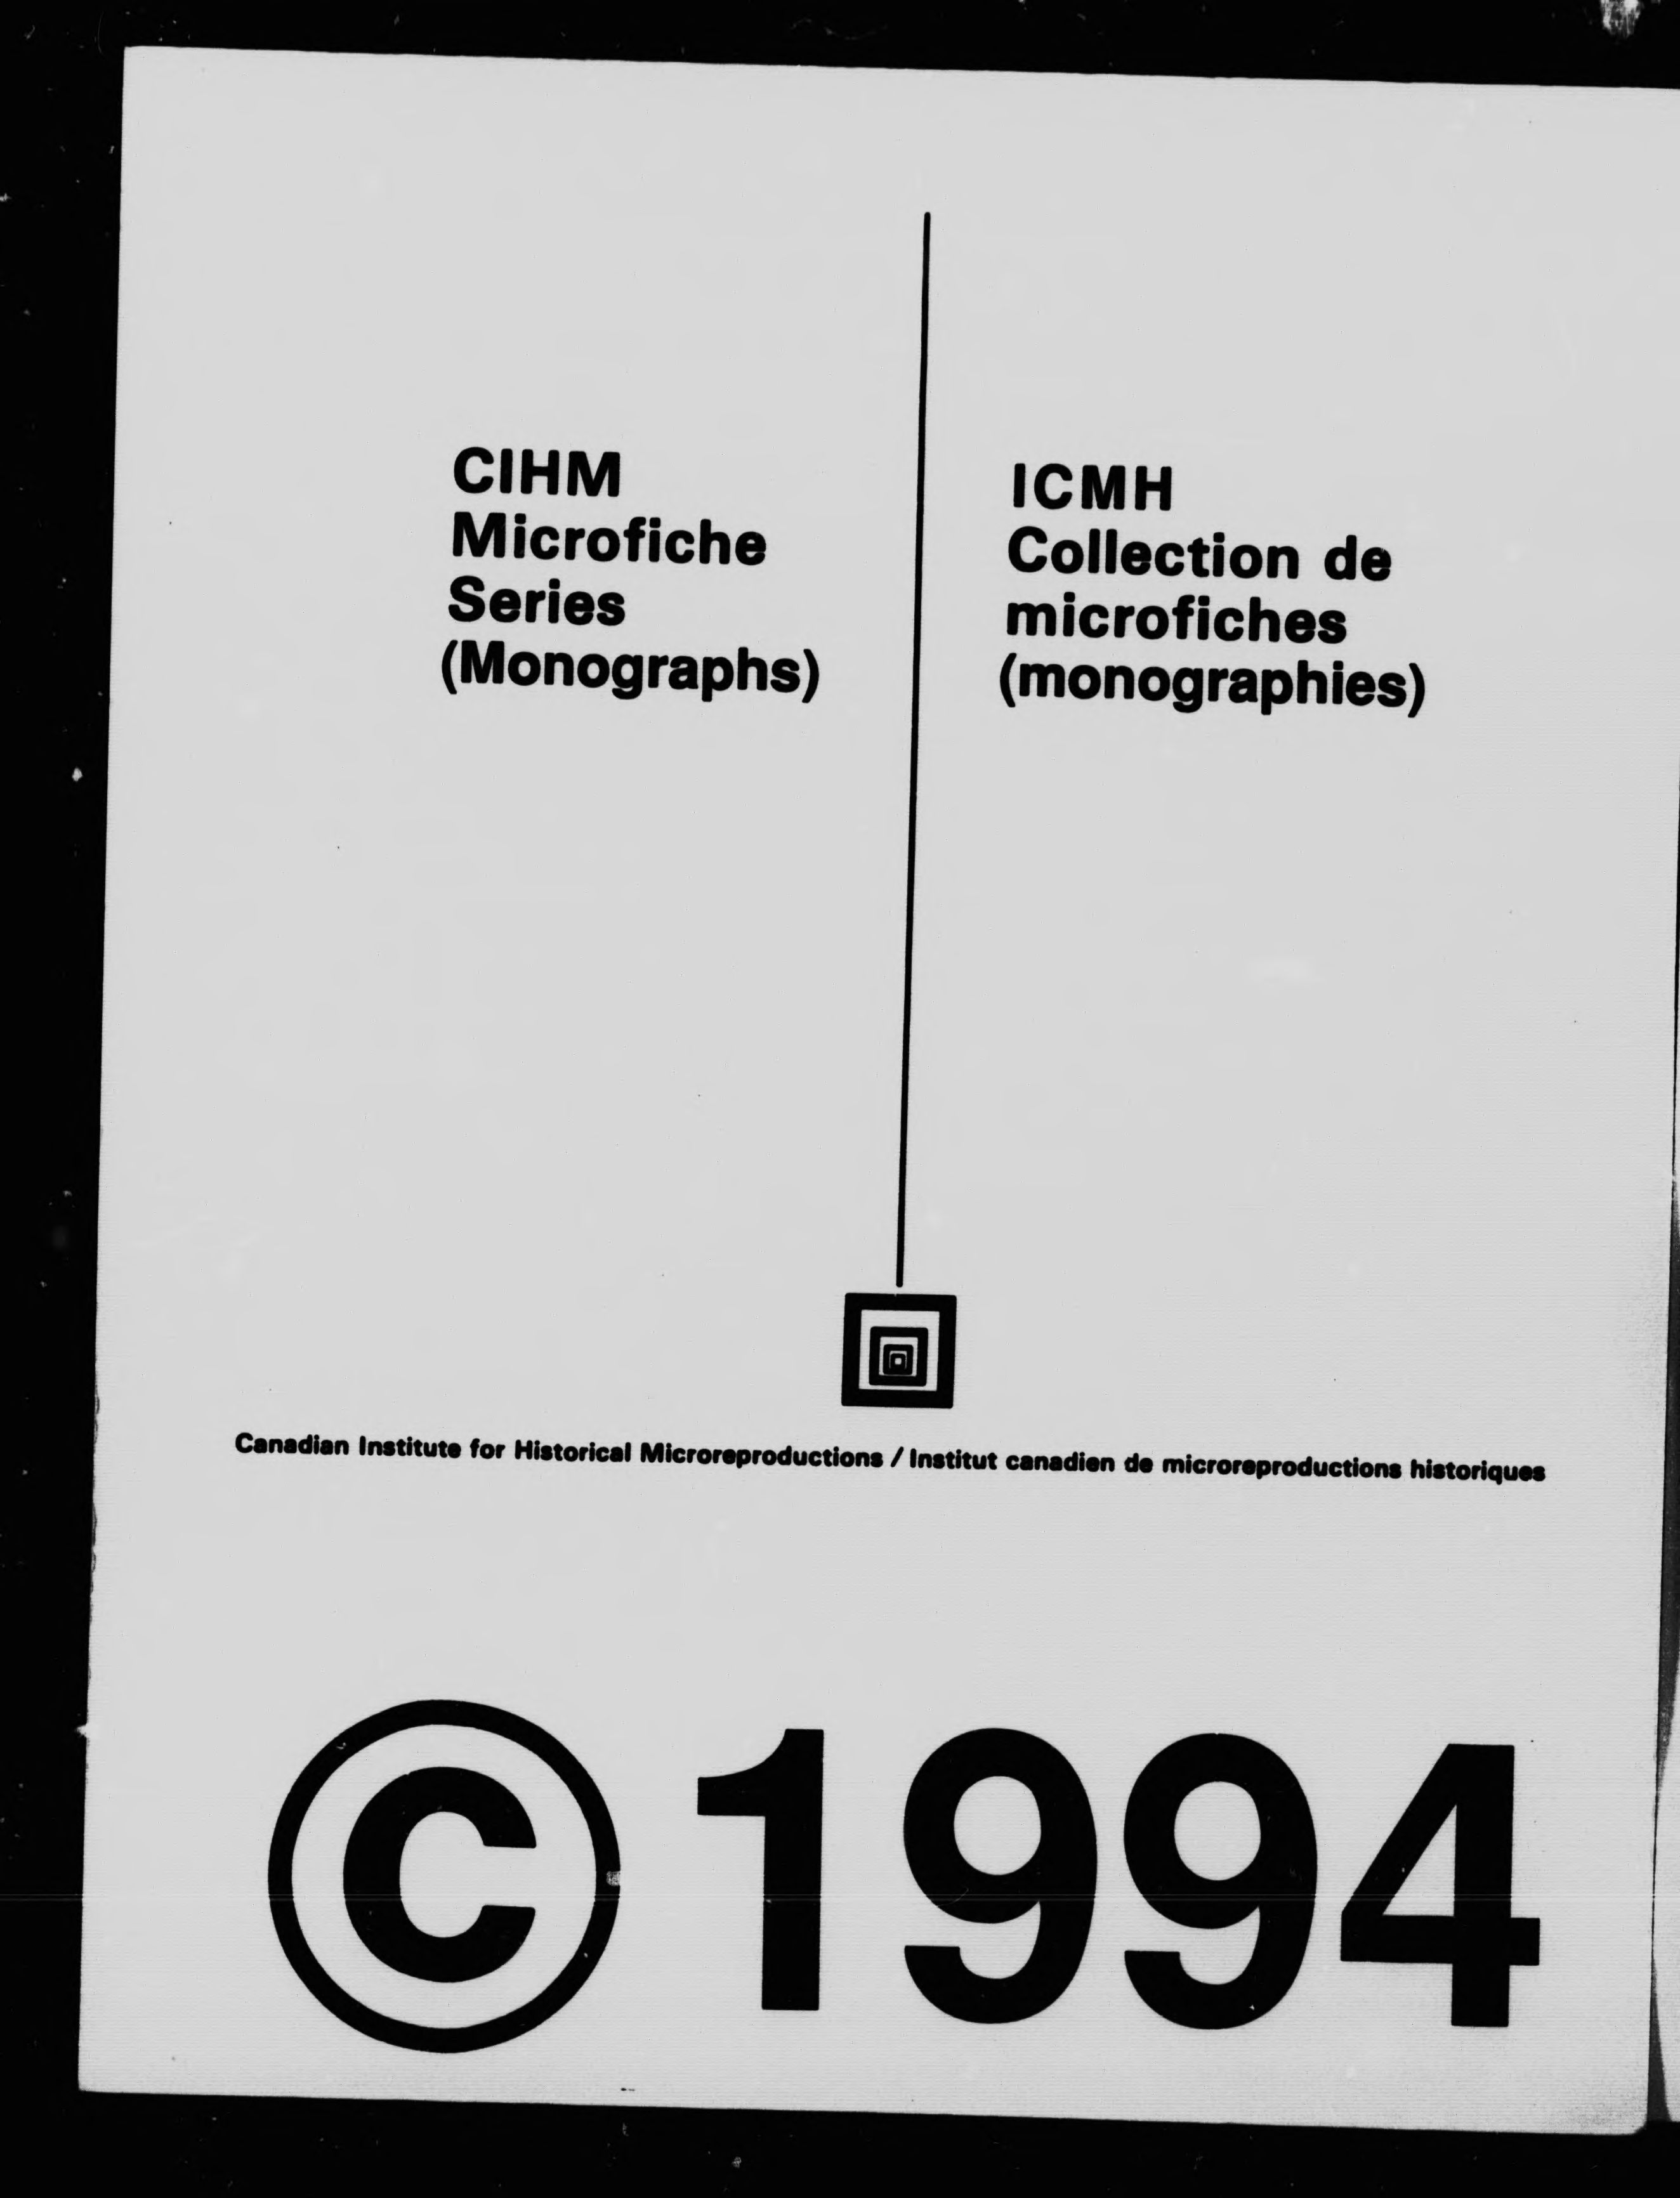 CIHM
Microfiche
Series
(Monographs)
ICMH
Collection de
microfiches
(monographies)
Canadian Institute for Historical Microreproductions / Institut canadien de microreproductions historiques
© 1994